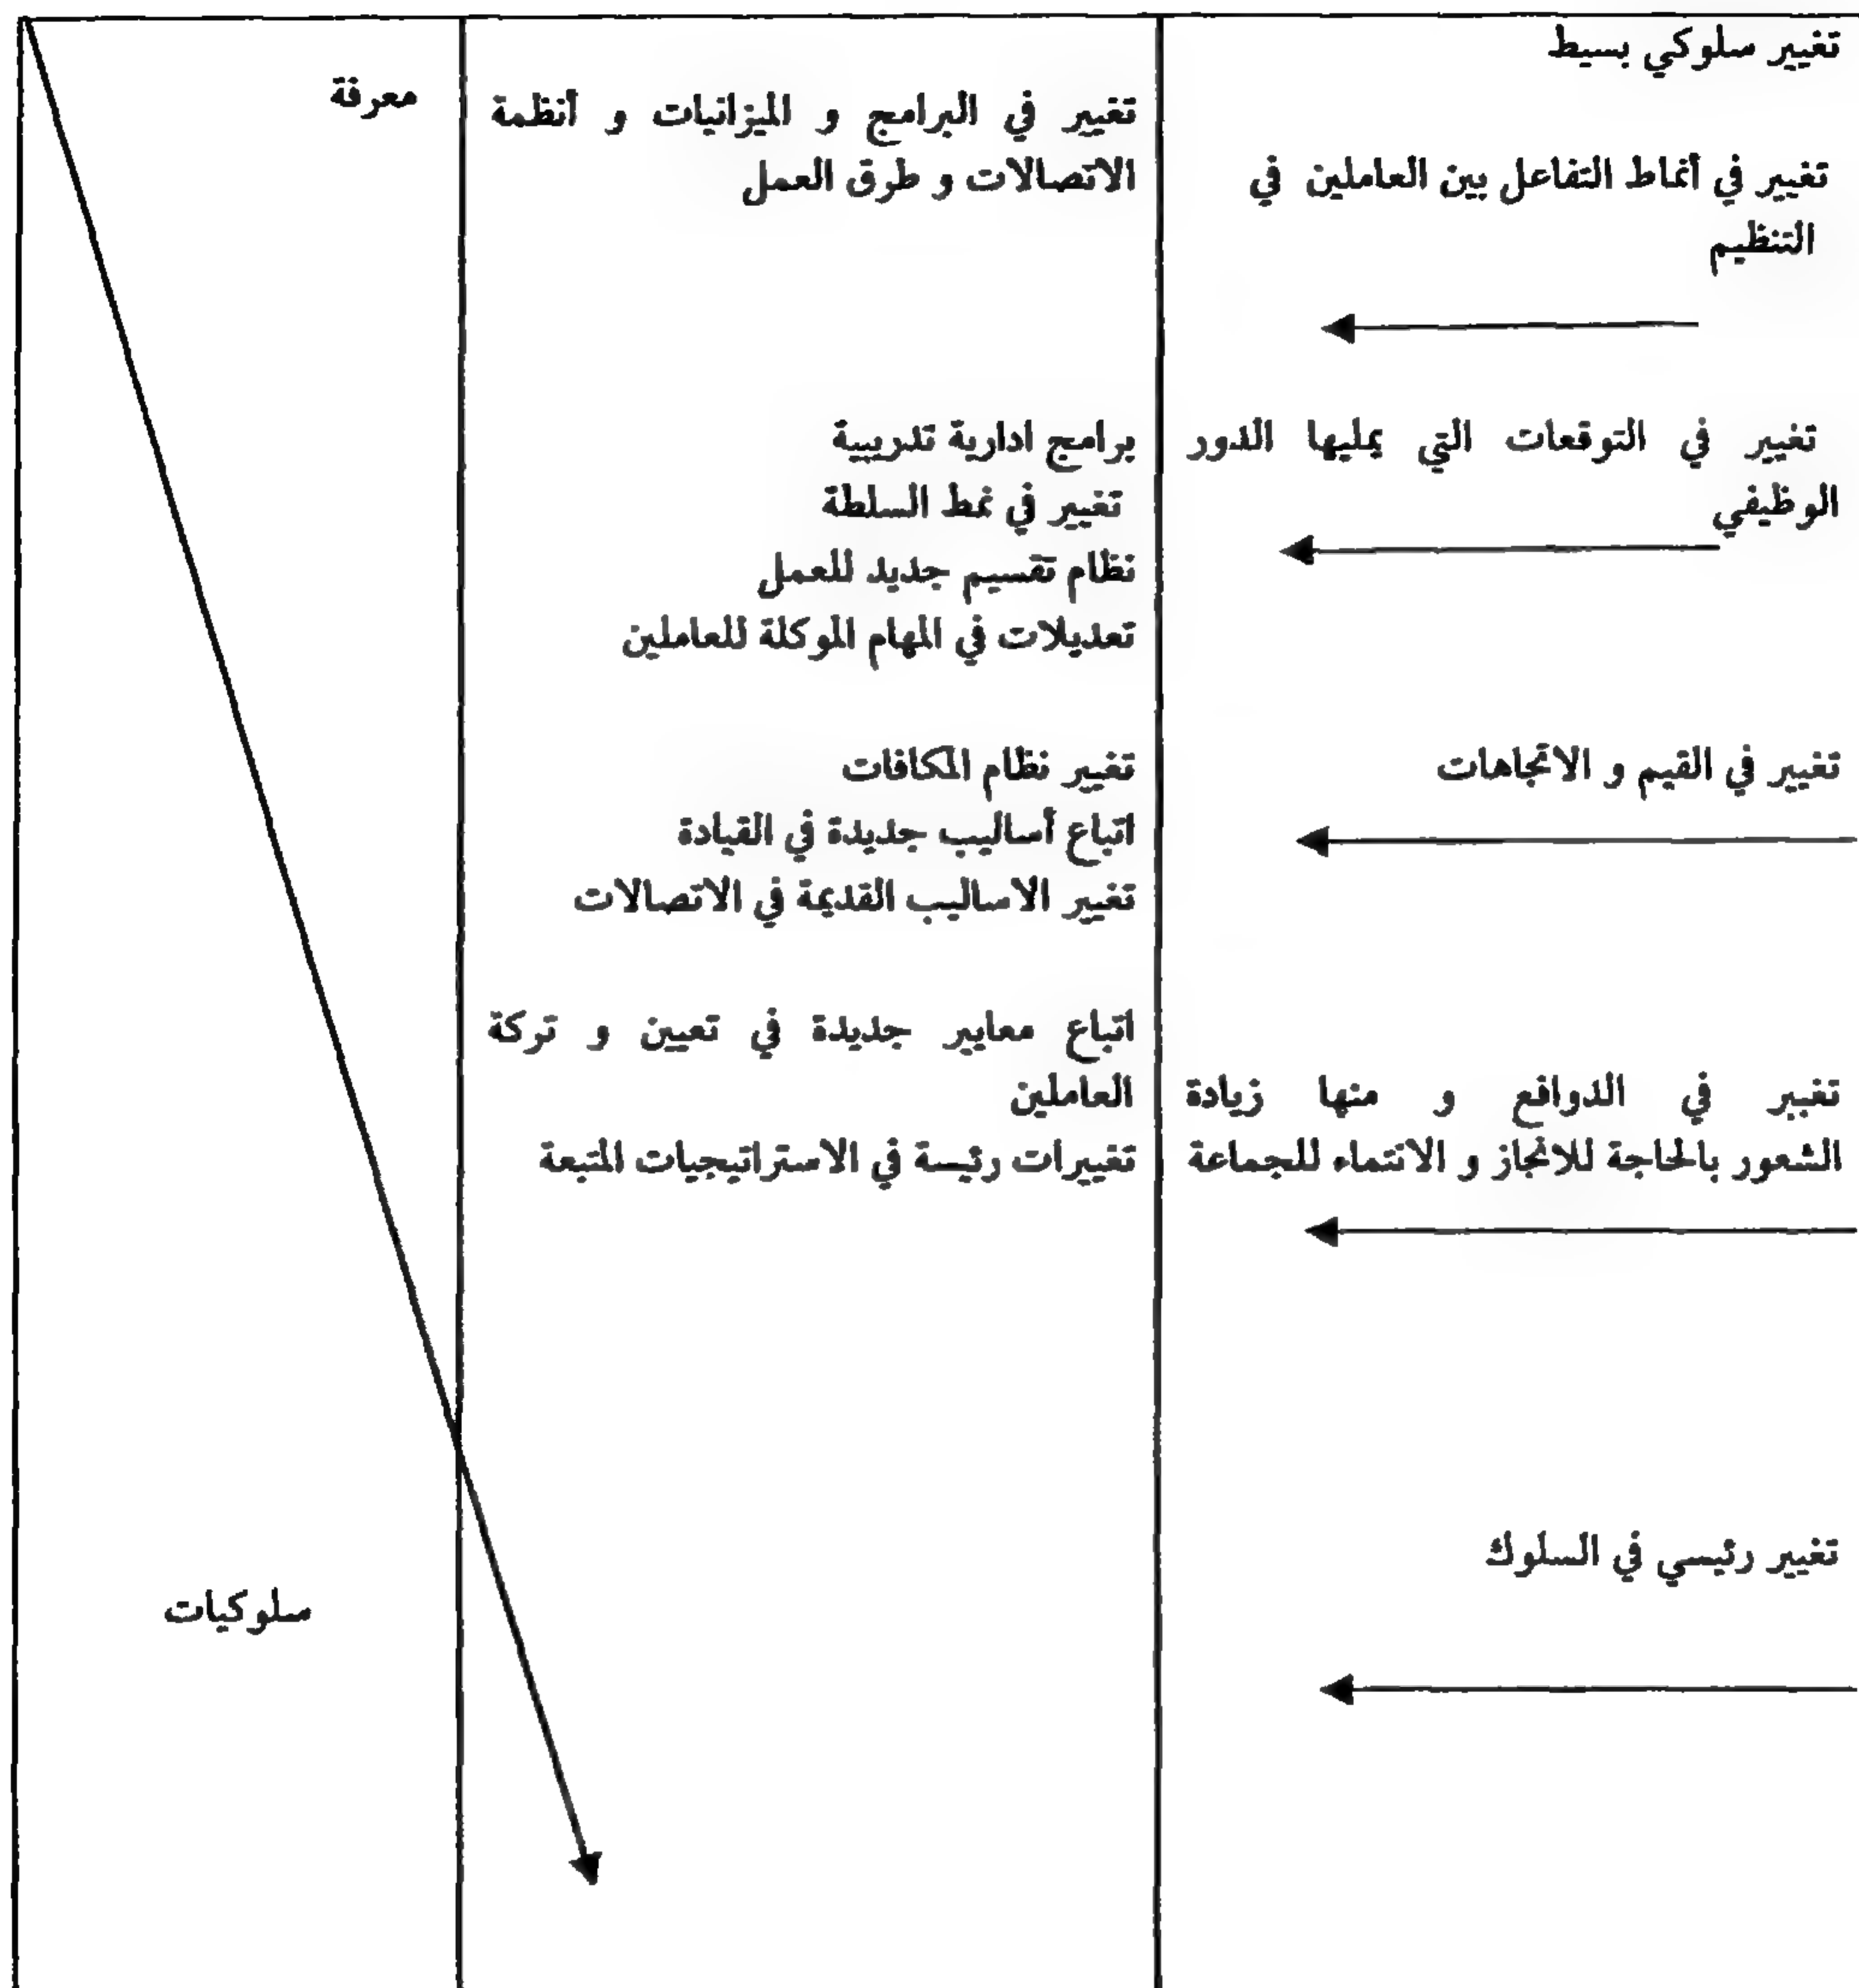 تغيير سلوكي بسيط
تغيير في أنماط التفاعل بين العاملين في
التنظيم
تغيير في التوقعات التي يمليها الدور
الوظيفي
تغيير في القيم و الاتجاهات
تغيير في الدوافع و منها زيادة
الشعور بالحاجة للانجاز و الانتماء للجماعة
تغيير رئيسي في السلوك
تغيير في البرامج و الميزانيات و أنظمة
الاتصالات و طرق العمل
برامج ادارية تدريبية
تغيير في نمط السلطة
نظام تقسيم جديد للعمل
تعديلات في المهام الموكلة للعاملين
تغيير نظام المكافات
اتباع أساليب جديدة في القيادة
تغيير الاساليب القديمة في الاتصالات
اتباع معايير جديدة في تعيين و تركة
العاملين
تغييرات رئيسة في الاستراتيجيات المتبعة
معرفة
سلوكيات